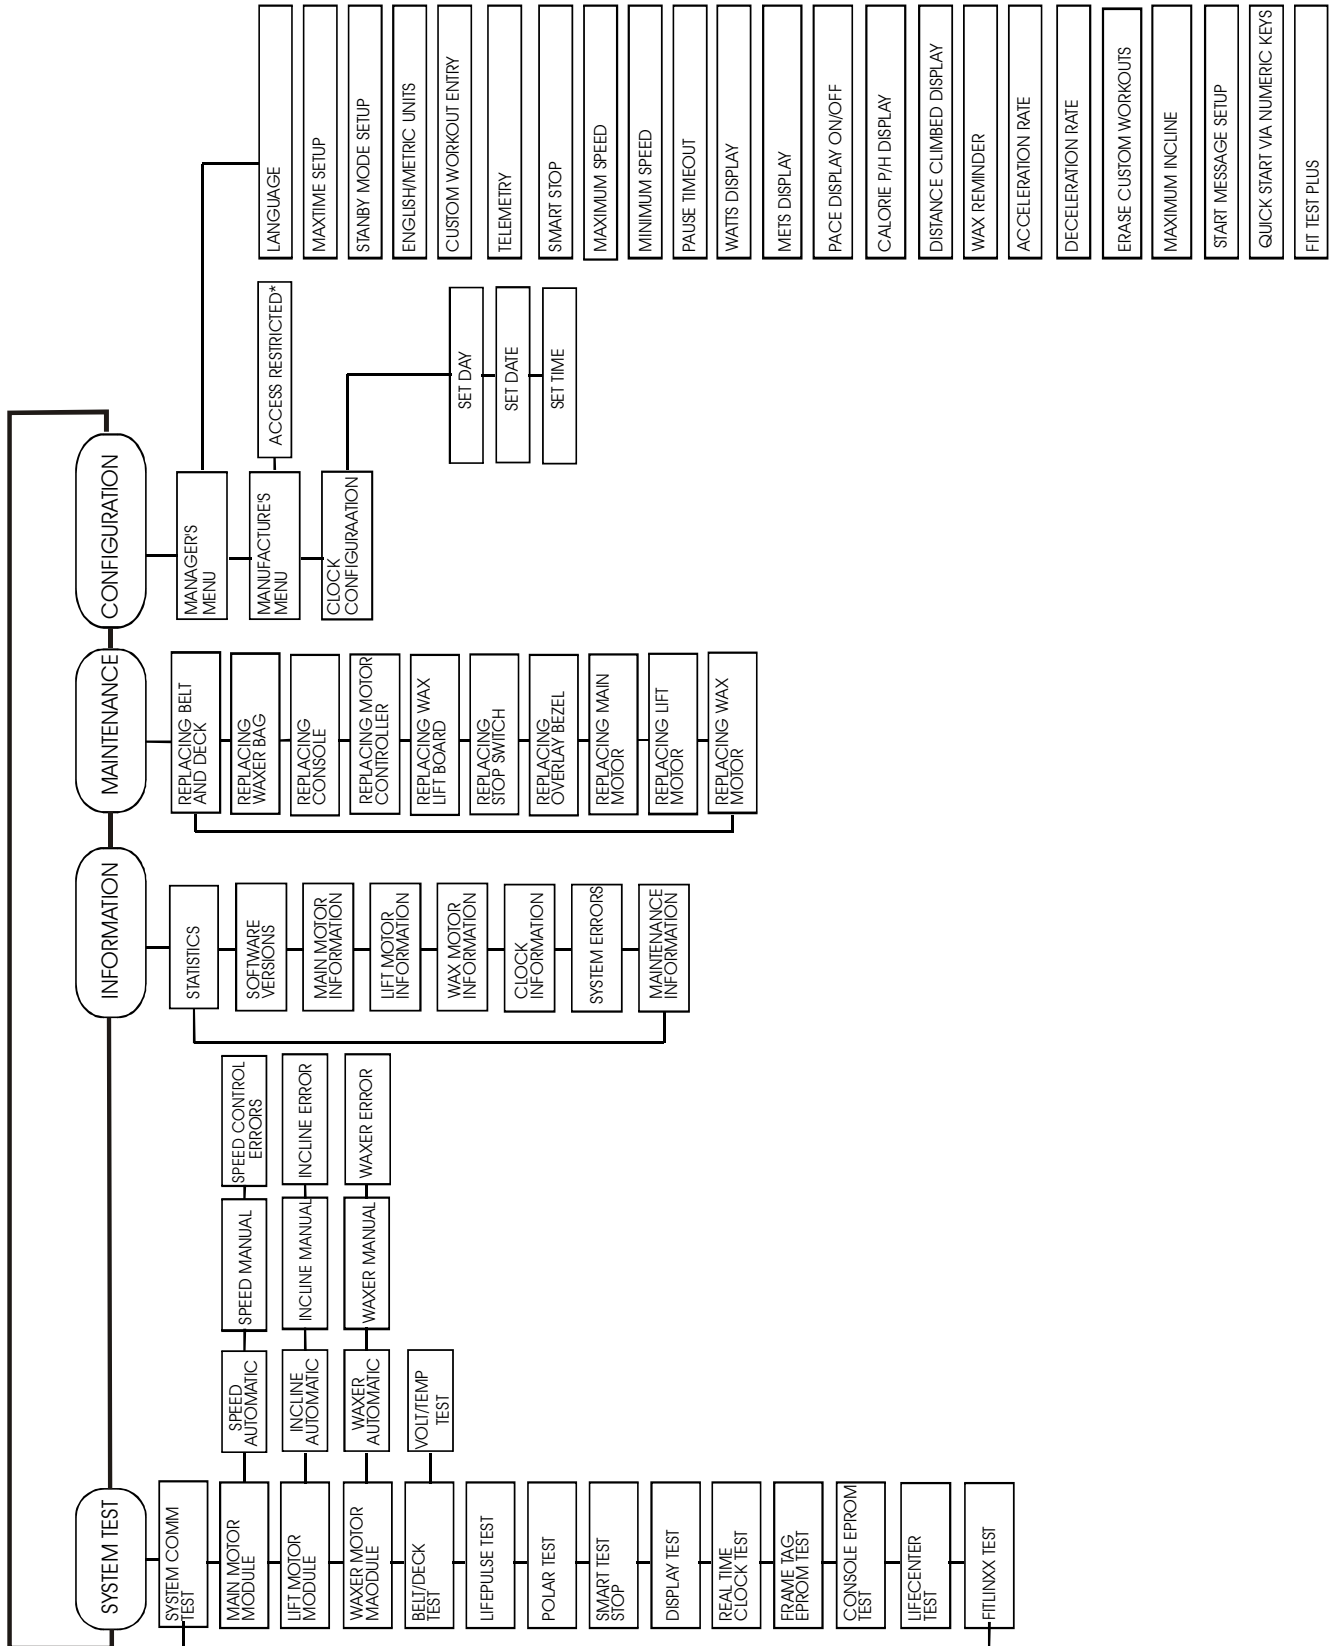 SYSTEM TEST
SYSTEM COMM
TEST
MAIN MOTOR
MODULE
SPEED
AUTOMATIC
SPEED MANUAL
SPEED CONTROL
ERRORS
LIFT MOTOR
MODULE
INCLINE
AUTOMATIC
INCLINE MANUAL
INCLINE ERROR
WAXER MOTOR
MAODULE
WAXER
AUTOMATIC
WAXER MANUAL
WAXER ERROR
BELT/DECK
TEST
VOLT/TEMP
TEST
LIFEPULSE TEST
POLAR TEST
SMART TEST
STOP
DISPLAY TEST
REAL TIME
CLOCK TEST
FRAME TAG
EPROM TEST
CONSOLE EPROM
TEST
LIFECENTER
TEST
FITLINXX TEST
INFORMATION
STATISTICS
SOFTWARE
VERSIONS
MAIN MOTOR
INFORMATION
LIFT MOTOR
INFORMATION
WAX MOTOR
INFORMATION
CLOCK
INFORMATION
SYSTEM ERRORS
MAINTENANCE
INFORMATION
MAINTENANCE
REPLACING BELT
AND DECK
REPLACING
WAXER BAG
REPLACING
CONSOLE
REPLACING MOTOR
CONTROLLER
REPLACING WAX
LIFT BOARD
REPLACING
STOP SWITCH
REPLACING
OVERLAY BEZEL
REPLACING MAIN
MOTOR
REPLACING LIFT
MOTOR
REPLACING WAX
MOTOR
CONFIGURATION
MANAGER'S
MENU
MANUFACTURE'S
MENU
ACCESS RESTRICTED*
CLOCK
CONFIGURAATION
SET DAY
SET DATE
SET TIME
LANGUAGE
MAXTIME SETUP
STANBY MODE SETUP
ENGLISH/METRIC UNITS
CUSTOM WORKOUT ENTRY
TELEMETRY
SMART STOP
MAXIMUM SPEED
MINIMUM SPEED
PAUSE TIMEOUT
WATTS DISPLAY
METS DISPLAY
PACE DISPLAY ON/OFF
CALORIE P/H DISPLAY
DISTANCE CLIMBED DISPLAY
WAX REMINDER
ACCELERATION RATE
DECELERATION RATE
ERASE CUSTOM WORKOUTS
MAXIMUM INCLINE
START MESSAGE SETUP
QUICK START VIA NUMERIC KEYS
FIT TEST PLUS